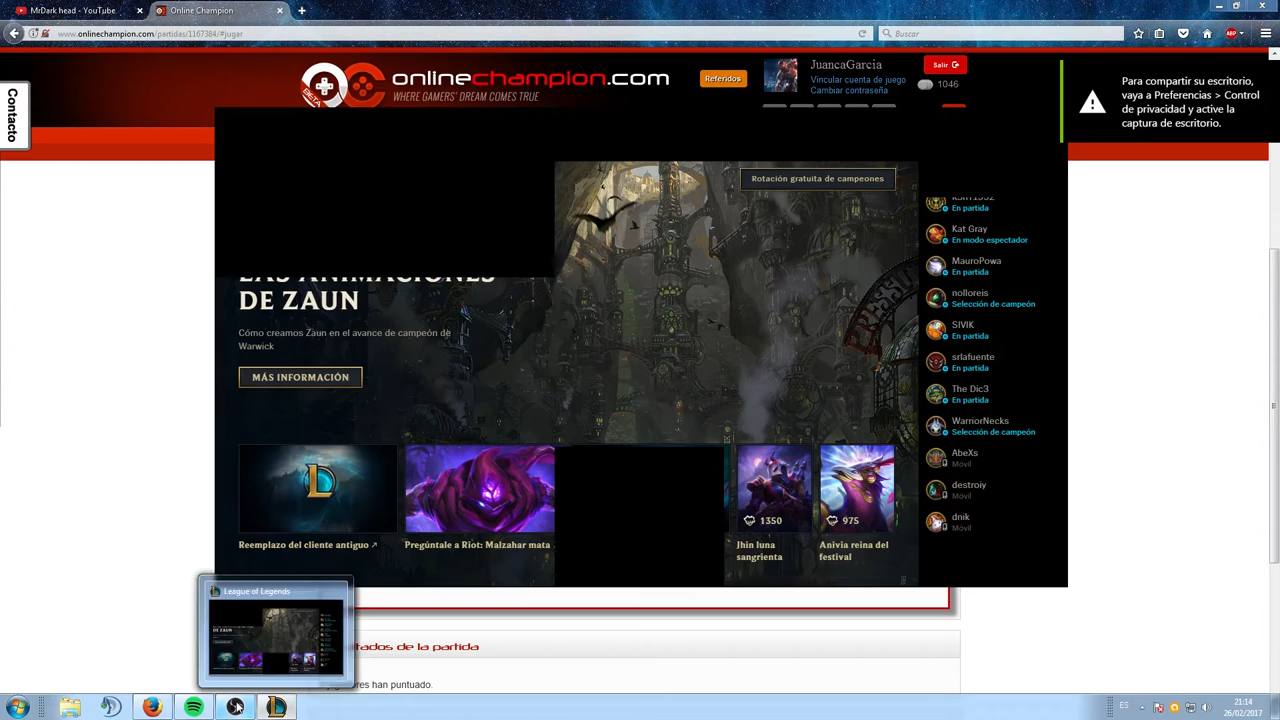 MrDark head - YouTube
Online Champion
www.onlinechampion.com/partidas/1167384/#jugar
Buscar
ABP
Contacto
BETA
onlinechampion.com
WHERE GAMERS' DREAM COMES TRUE
Referidos
JuancaGarcia
Vincular cuenta de juego
Cambiar contraseña
Salir
1046
Para compartir su escritorio,
vaya a Preferencias > Control
de privacidad y active la
captura de escritorio.
Rotación gratuita de campeones
LAS ANIMACIONES
DE ZAUN
Cómo creamos Zaun en el avance de campeón de
Warwick
MÁS INFORMACIÓN
En partida
Kat Gray
En modo espectador
MauroPowa
En partida
nolloreis
Selección de campeón
SIVIK
En partida
srlafuente
En partida
The Dic3
En partida
WarriorNecks
Selección de campeón
AbeXs
Móvil
destroiy
Móvil
dnik
Móvil
1350
975
Reemplazo del cliente antiguo
Pregúntale a Riot: Malzahar mata
Jhin luna
sangrienta
Anivia reina del
festival
League of Legends
tados de la partida
han puntuado.
ES
21:14
26/02/2017